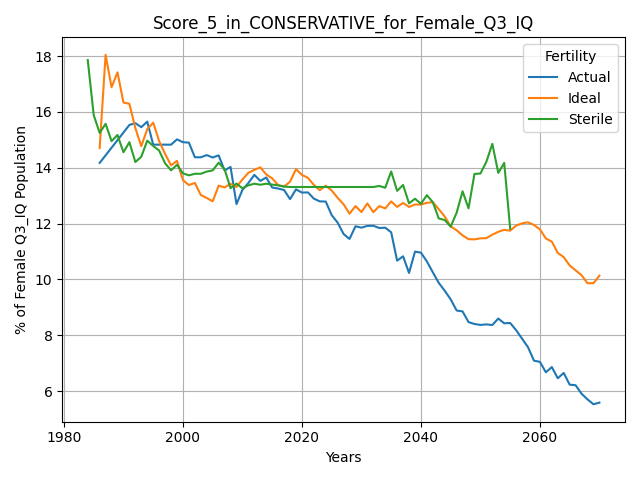 Score_5_in_CONSERVATIVE_for_Female_Q3_IQ
% of Female Q3_IQ Population
18
16
14
12
10
8
6
1980
2000
2020
2040
2060
Years
Fertility
Actual
Ideal
Sterile